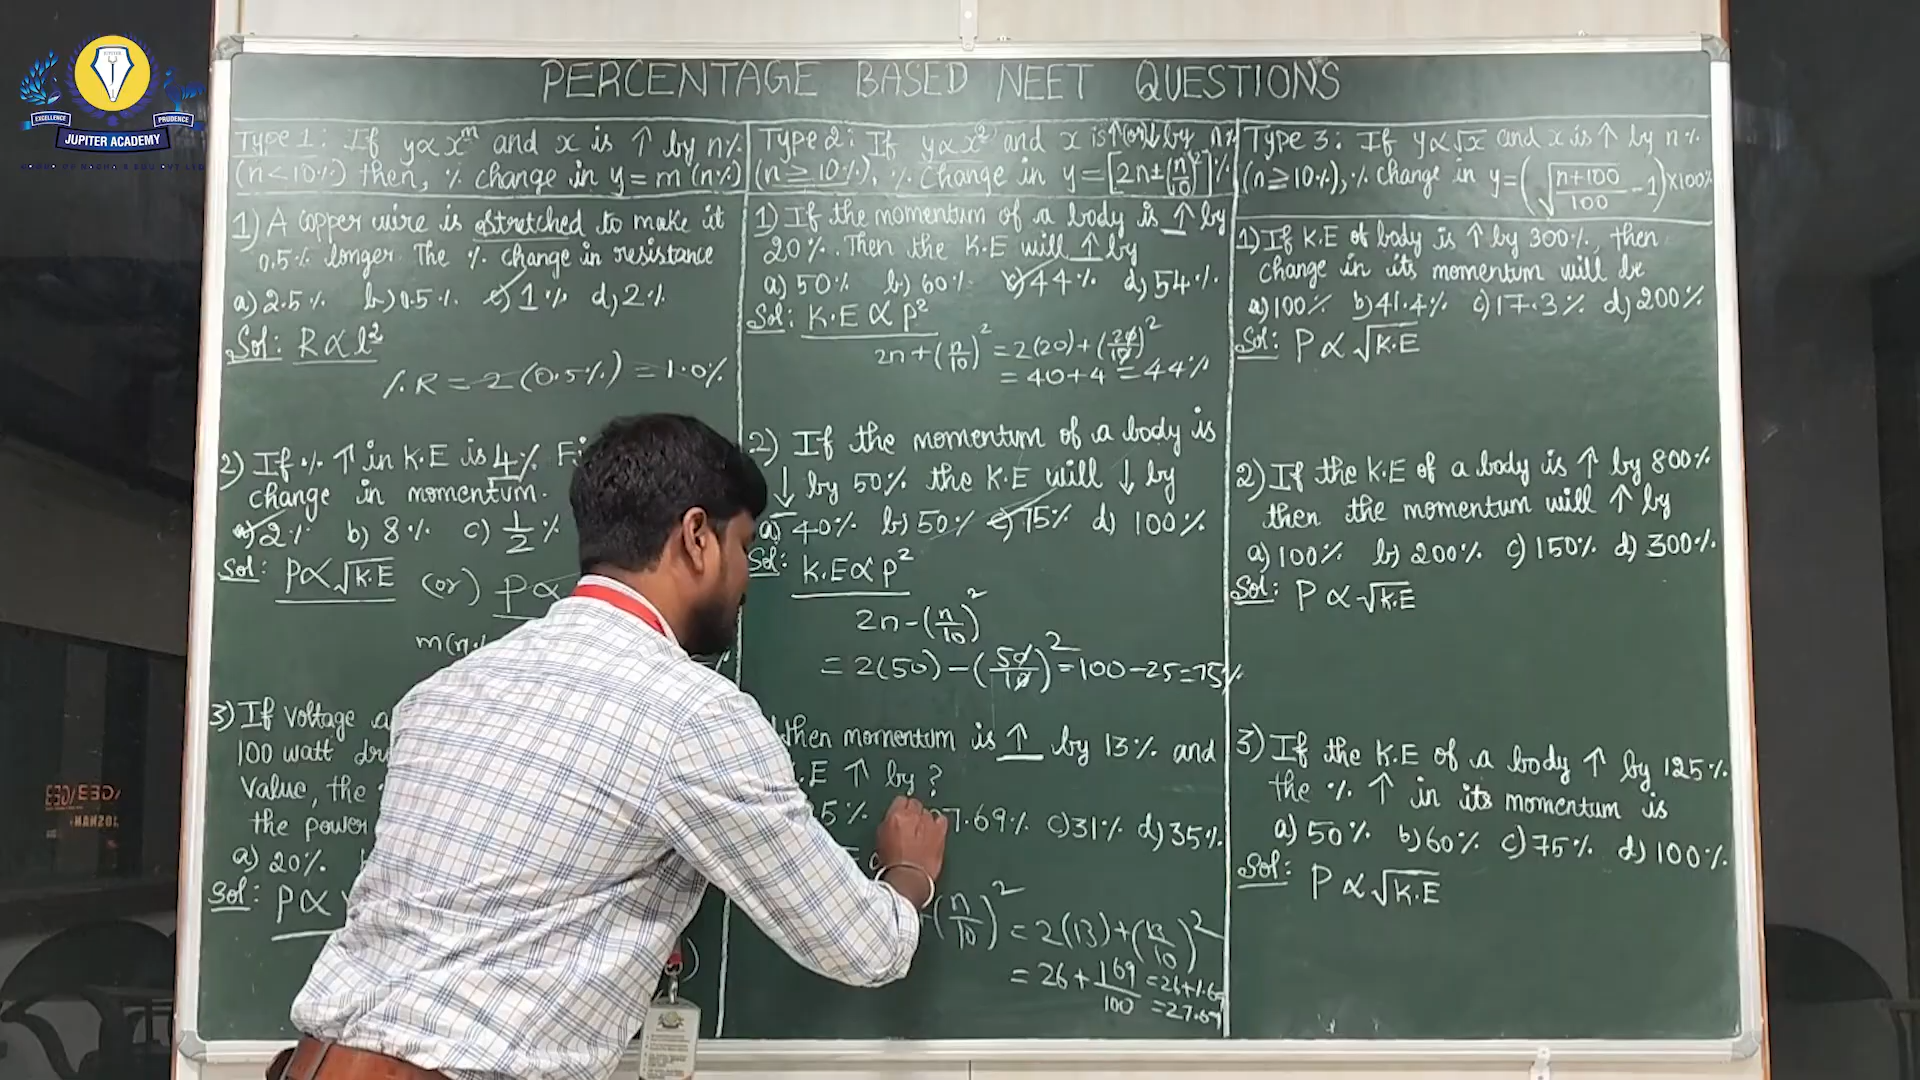 EXCELLENCE
PRUDENCE
JUPITER ACADEMY
PERCENTAGE BASED NEET QUESTIONS
Type 1: If y∝x^m and x is ↑ by n%
(n<10%) then, % change in y = m(n%)
1) A copper wire is stretched to make it
0.5% longer. The % change in resistance
a) 2.5% b) 0.5% c) 1% d) 2%
Sol: R∝l²
% R = 2(0.5%) = 1.0%
2) If % ↑ in K.E is 4%
change in momentum.
a) 2% b) 8% c) 1/2 %
Sol: P∝√K.E (or) P∝
3) If voltage
100 watt
value, the
the power
a) 20%
Sol: P∝
Type 2: If y∝x² and x is ↑(or)↓ by n%
(n ≥ 10%), % change in y = [2n±(n/10)²]%
1) If the momentum of a body is ↑ by
20%. Then the K.E will ↑ by
a) 50% b) 60% c) 44% d) 54%
Sol: K.E ∝ P²
2n + (n/10)² = 2(20) + (20/10)²
= 40+4 = 44%
2) If the momentum of a body is
↓ by 50% the K.E will ↓ by
a) 40% b) 50% c) 75% d) 100%
Sol: K.E∝P²
2n - (n/10)²
= 2(50) - (50/10)² = 100 - 25 = 75%
then momentum is ↑ by 13% and
.E ↑ by ?
5% 7.69% c) 31% d) 35%
(n/10)² = 2(13) + (13/10)²
= 26 + 169/100 = 26+1.69
= 27.69
Type 3: If y∝√x and x is ↑ by n%
(n ≥ 10%), % change in y = (√(n+100/100) - 1)×100%
1) If K.E of body is ↑ by 300%, then
change in its momentum will be
a) 100% b) 41.4% c) 17.3% d) 200%
Sol: P ∝ √K.E
2) If the K.E of a body is ↑ by 800%
then the momentum will ↑ by
a) 100% b) 200% c) 150% d) 300%
Sol: P ∝ √K.E
3) If the K.E of a body ↑ by 125%
the % ↑ in its momentum is
a) 50% b) 60% c) 75% d) 100%
Sol: P ∝ √K.E